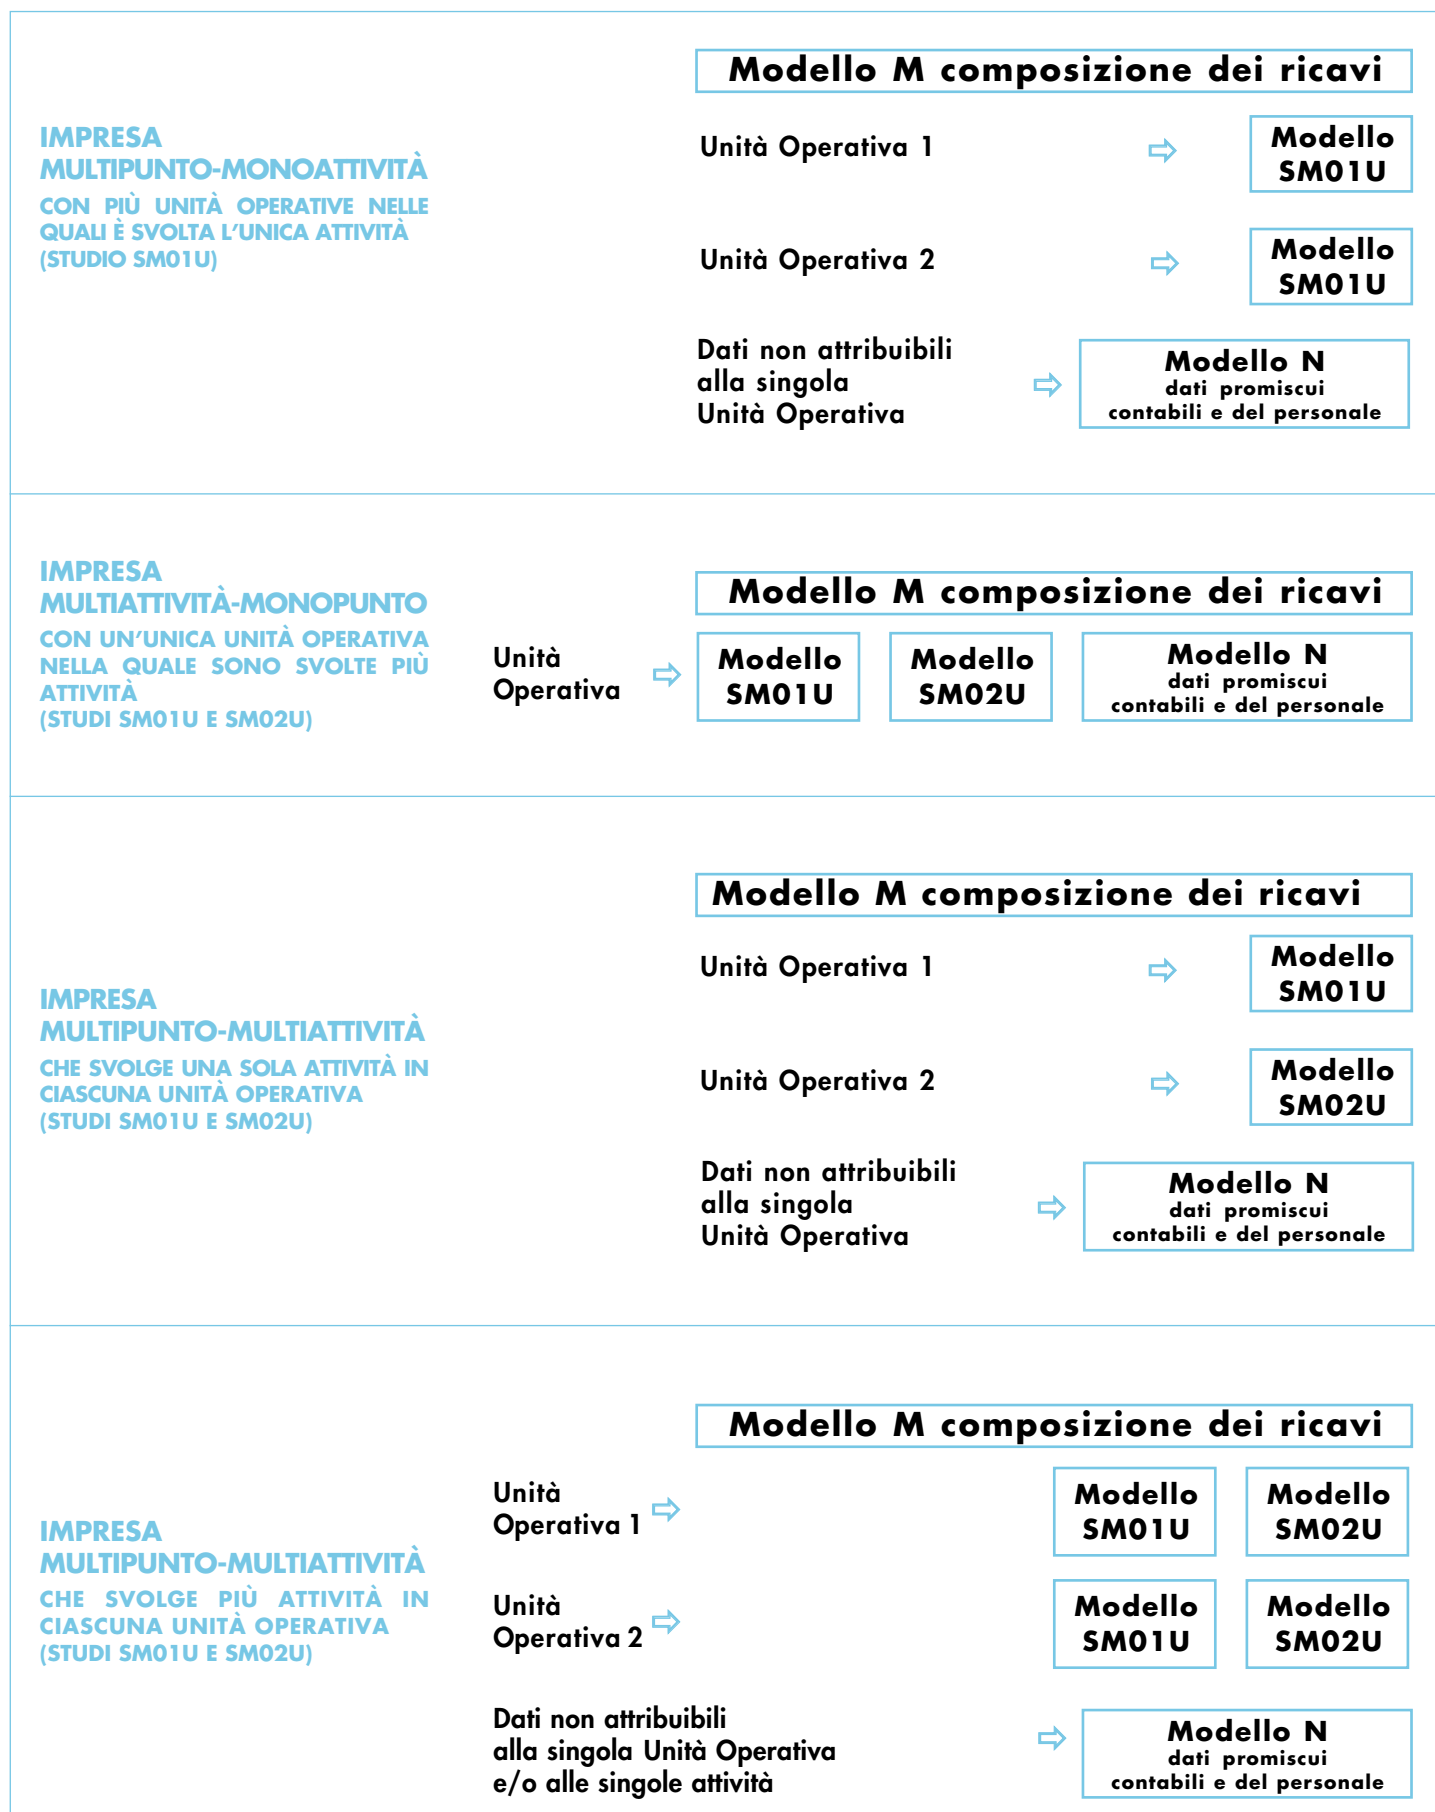 Modello M composizione dei ricavi
IMPRESA
MULTIPUNTO-MONOATTIVITÀ
CON PIÙ UNITÀ OPERATIVE NELLE
QUALI È SVOLTA L'UNICA ATTIVITÀ
(STUDIO SM01U)
Unità Operativa 1
Modello
SM01U
Unità Operativa 2
Modello
SM01U
Dati non attribuibili
alla singola
Unità Operativa
Modello N
dati promiscui
contabili e del personale
IMPRESA
MULTIATTIVITÀ-MONOPUNTO
CON UN'UNICA UNITÀ OPERATIVA
NELLA QUALE SONO SVOLTE PIÙ
ATTIVITÀ
(STUDI SM01U E SM02U)
Modello M composizione dei ricavi
Unità
Operativa
Modello
SM01U
Modello
SM02U
Modello N
dati promiscui
contabili e del personale
Modello M composizione dei ricavi
IMPRESA
MULTIPUNTO-MULTIATTIVITÀ
CHE SVOLGE UNA SOLA ATTIVITÀ IN
CIASCUNA UNITÀ OPERATIVA
(STUDI SM01U E SM02U)
Unità Operativa 1
Modello
SM01U
Unità Operativa 2
Modello
SM02U
Dati non attribuibili
alla singola
Unità Operativa
Modello N
dati promiscui
contabili e del personale
Modello M composizione dei ricavi
IMPRESA
MULTIPUNTO-MULTIATTIVITÀ
CHE SVOLGE PIÙ ATTIVITÀ IN
CIASCUNA UNITÀ OPERATIVA
(STUDI SM01U E SM02U)
Unità
Operativa 1
Modello
SM01U
Modello
SM02U
Unità
Operativa 2
Modello
SM01U
Modello
SM02U
Dati non attribuibili
alla singola Unità Operativa
e/o alle singole attività
Modello N
dati promiscui
contabili e del personale